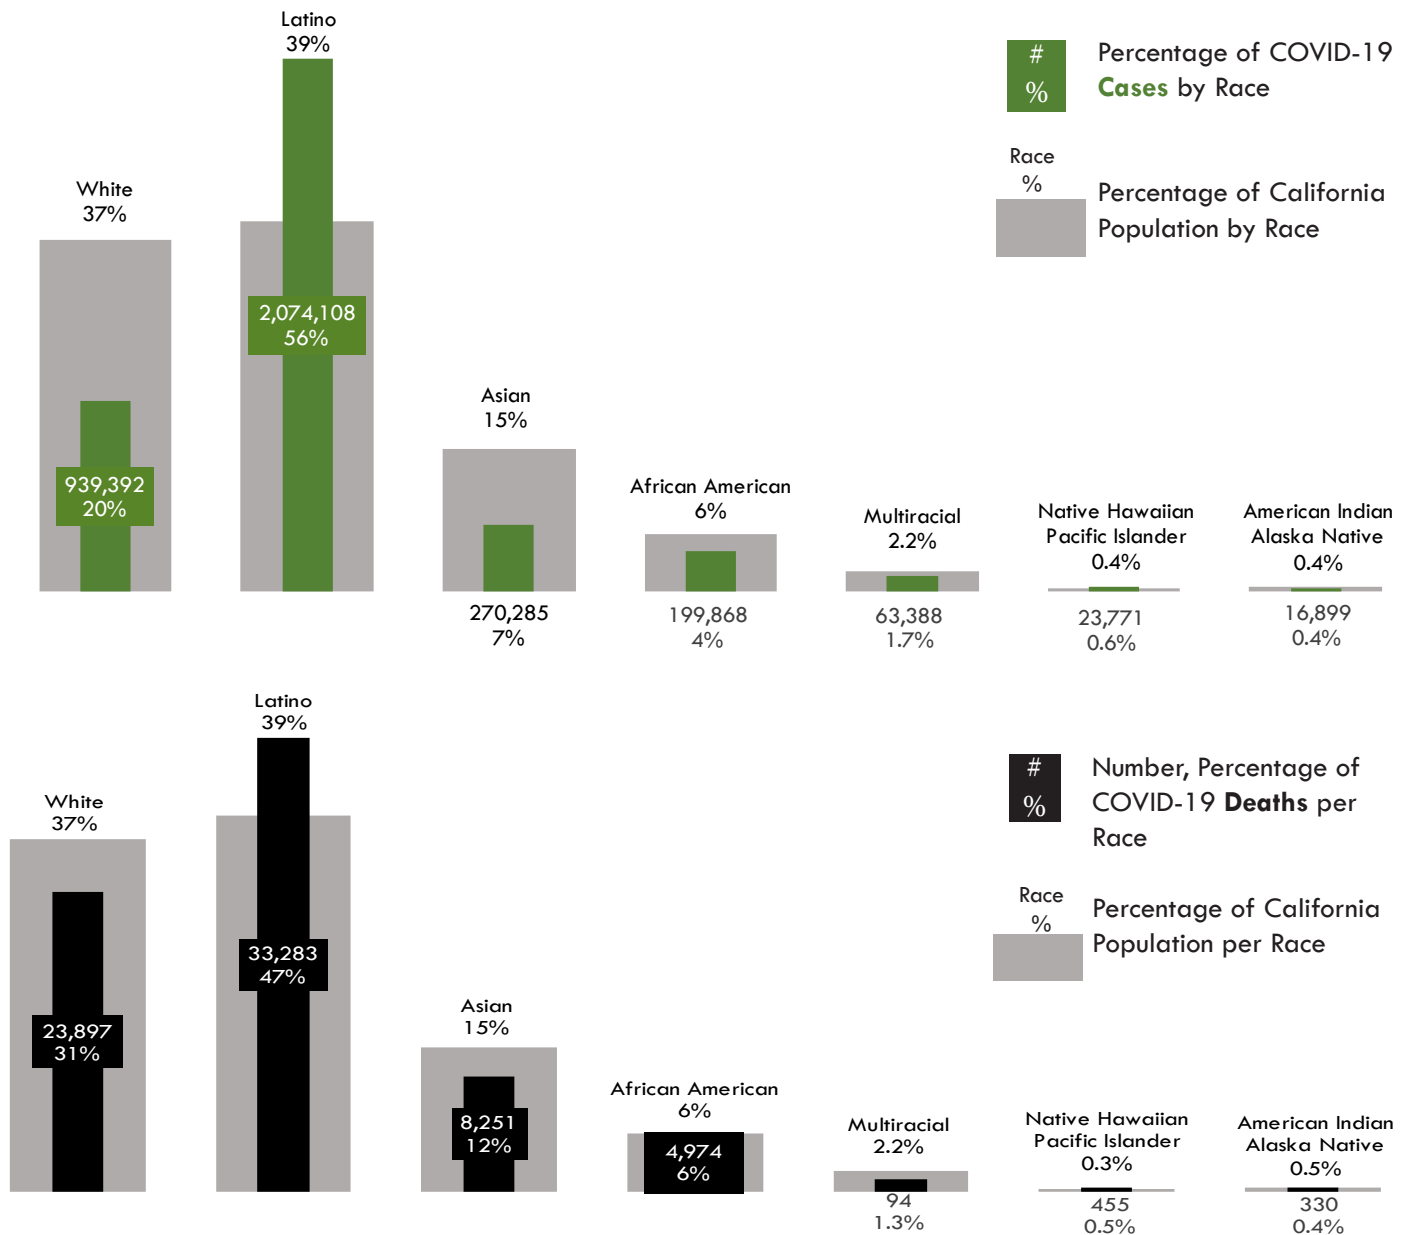 Latino
39%
White
37%
2,074,108
56%
939,392
20%
Asian
15%
270,285
7%
African American
6%
199,868
4%
Multiracial
2.2%
63,388
1.7%
Native Hawaiian
Pacific Islander
0.4%
23,771
0.6%
American Indian
Alaska Native
0.4%
16,899
0.4%
#
%
Percentage of COVID-19
Cases by Race
Race
%
Percentage of California
Population by Race
Latino
39%
White
37%
33,283
47%
23,897
31%
Asian
15%
8,251
12%
African American
6%
4,974
6%
Multiracial
2.2%
94
1.3%
Native Hawaiian
Pacific Islander
0.3%
455
0.5%
American Indian
Alaska Native
0.5%
330
0.4%
#
%
Number, Percentage of
COVID-19 Deaths per
Race
Race
%
Percentage of California
Population per Race